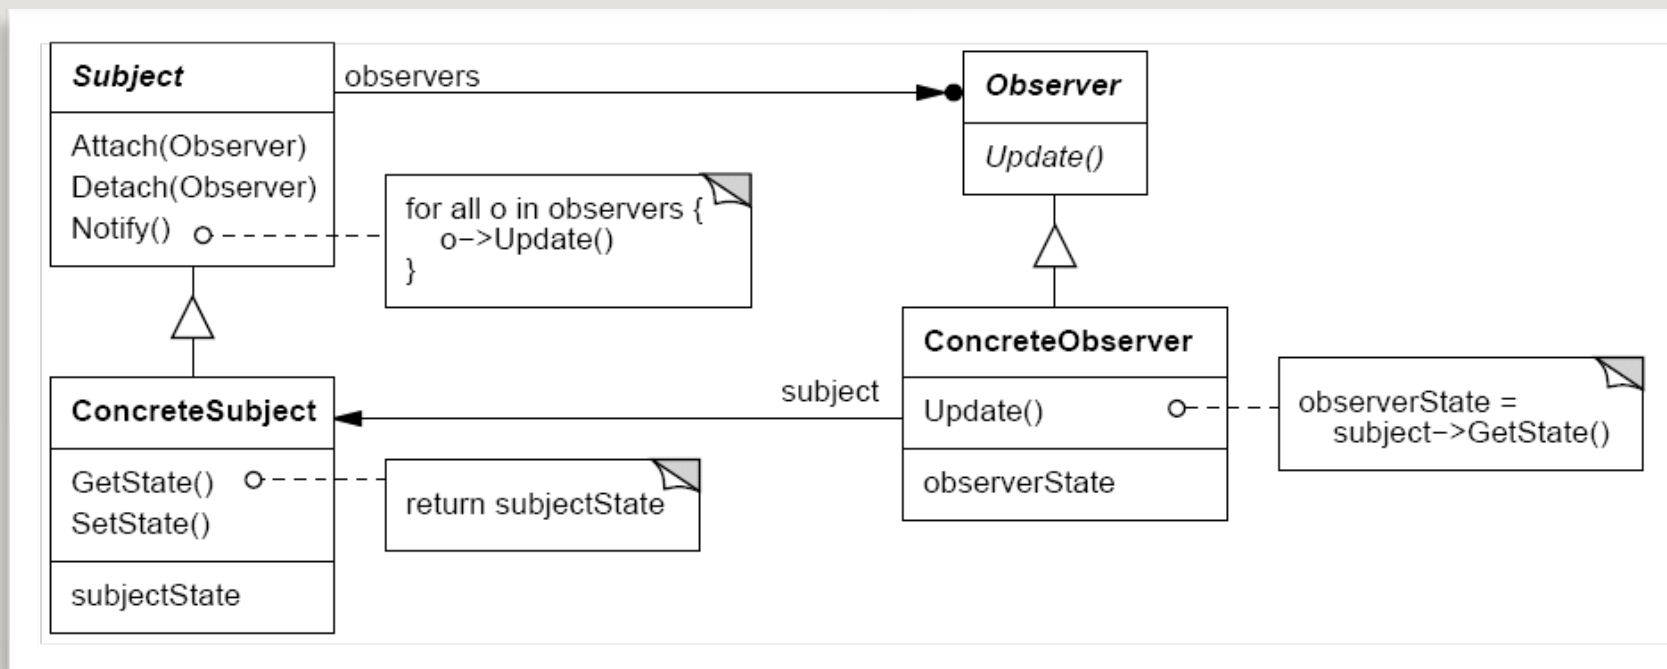 Subject
observers
Observer
Attach(Observer)
Detach(Observer)
Notify()
for all o in observers {
o−>Update()
}
Update()
ConcreteSubject
subject
ConcreteObserver
Update()
observerState =
subject−>GetState()
GetState()
SetState()
return subjectState
observerState
subjectState